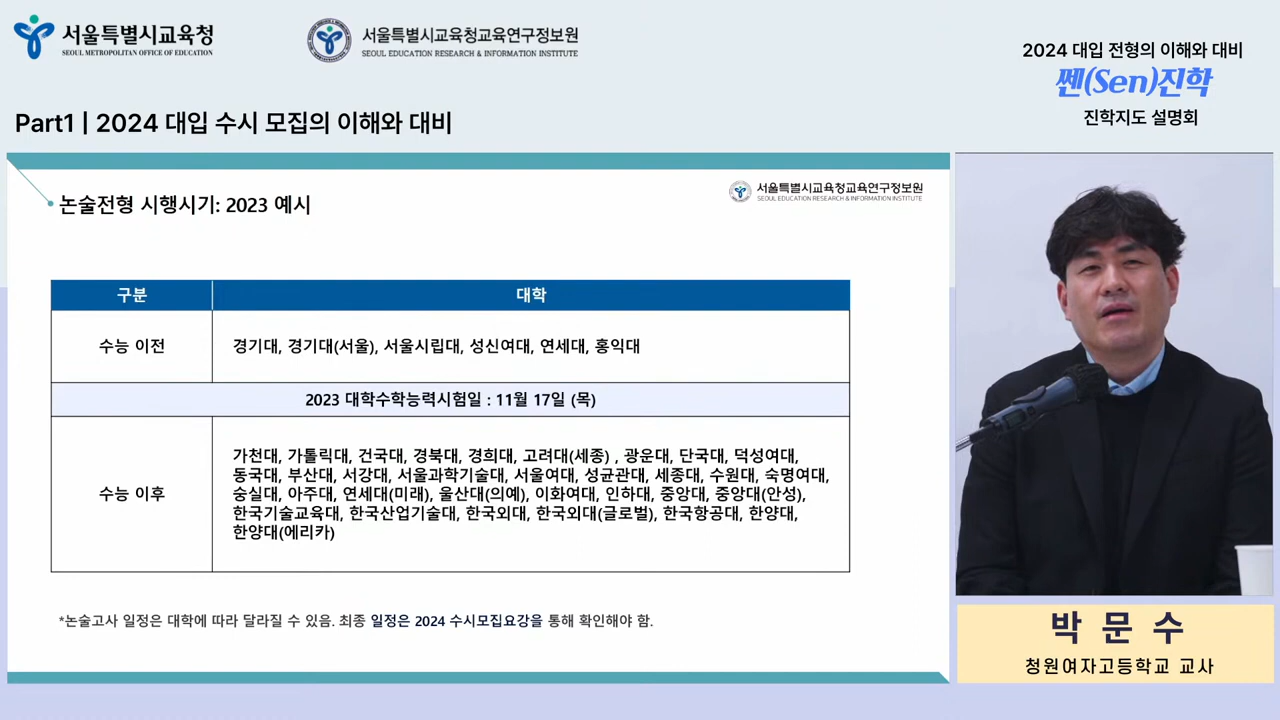 서울특별시교육청
SEOUL METROPOLITAN OFFICE OF EDUCATION
서울특별시교육청교육연구정보원
SEOUL EDUCATION RESEARCH & INFORMATION INSTITUTE
2024 대입 전형의 이해와 대비
쎈(Sen)진학
진학지도 설명회
Part1 | 2024 대입 수시 모집의 이해와 대비
논술전형 시행시기: 2023 예시
서울특별시교육청교육연구정보원
SEOUL EDUCATION RESEARCH & INFORMATION INSTITUTE
구분 대학
수능 이전 경기대, 경기대(서울), 서울시립대, 성신여대, 연세대, 홍익대
2023 대학수학능력시험일 : 11월 17일 (목)
수능 이후
가천대, 가톨릭대, 건국대, 경북대, 경희대, 고려대(세종) , 광운대, 단국대, 덕성여대,
동국대, 부산대, 서강대, 서울과학기술대, 서울여대, 성균관대, 세종대, 수원대, 숙명여대,
숭실대, 아주대, 연세대(미래), 울산대(의예), 이화여대, 인하대, 중앙대, 중앙대(안성),
한국기술교육대, 한국산업기술대, 한국외대, 한국외대(글로벌), 한국항공대, 한양대,
한양대(에리카)
*논술고사 일정은 대학에 따라 달라질 수 있음. 최종 일정은 2024 수시모집요강을 통해 확인해야 함.
박 문 수
청원여자고등학교 교사